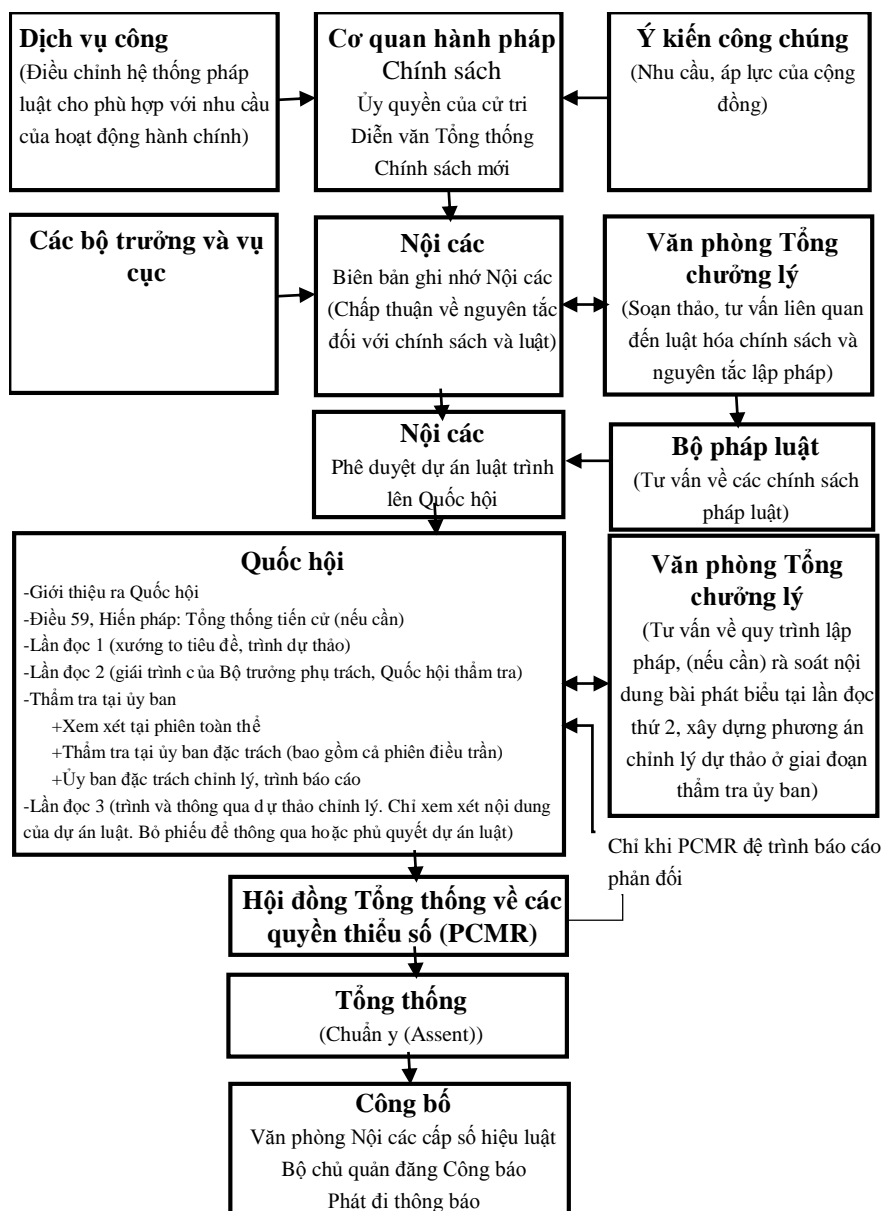 Dịch vụ công
(Điều chỉnh hệ thống pháp
luật cho phù hợp với nhu cầu
của hoạt động hành chính)
Cơ quan hành pháp
Chính sách
Ủy quyền của cử tri
Diễn văn Tổng thống
Chính sách mới
Ý kiến công chúng
(Nhu cầu, áp lực của cộng
đồng)
Các bộ trưởng và vụ
cục
Nội các
Biên bản ghi nhớ Nội các
(Chấp thuận về nguyên tắc
đối với chính sách và luật)
Văn phòng Tổng
chưởng lý
(Soạn thảo, tư vấn liên quan
đến luật hóa chính sách và
nguyên tắc lập pháp)
Nội các
Phê duyệt dự án luật trình
lên Quốc hội
Bộ pháp luật
(Tư vấn về các chính sách
pháp luật)
Quốc hội
-Giới thiệu ra Quốc hội
-Điều 59, Hiến pháp: Tổng thống tiến cử (nếu cần)
-Lần đọc 1 (xướng to tiêu đề, trình dự thảo)
-Lần đọc 2 (giái trình của Bộ trưởng phụ trách, Quốc hội thẩm tra)
-Thẩm tra tại ủy ban
+Xem xét tại phiên toàn thể
+Thẩm tra tại ủy ban đặc trách (bao gồm cả phiên điều trần)
+Ủy ban đặc trách chỉnh lý, trình báo cáo
-Lần đọc 3 (trình và thông qua dự thảo chỉnh lý. Chỉ xem xét nội dung
của dự án luật. Bỏ phiếu để thông qua hoặc phủ quyết dự án luật)
Văn phòng Tổng
chưởng lý
(Tư vấn về quy trình lập
pháp, (nếu cần) rà soát nội
dung bài phát biểu tại lần đọc
thứ 2, xây dựng phương án
chỉnh lý dự thảo ở giai đoạn
thẩm tra ủy ban)
Chỉ khi PCMR đệ trình báo cáo
phản đối
Hội đồng Tổng thống về các
quyền thiểu số (PCMR)
Tổng thống
(Chuẩn y (Assent))
Công bố
Văn phòng Nội các cấp số hiệu luật
Bộ chủ quản đăng Công báo
Phát đi thông báo